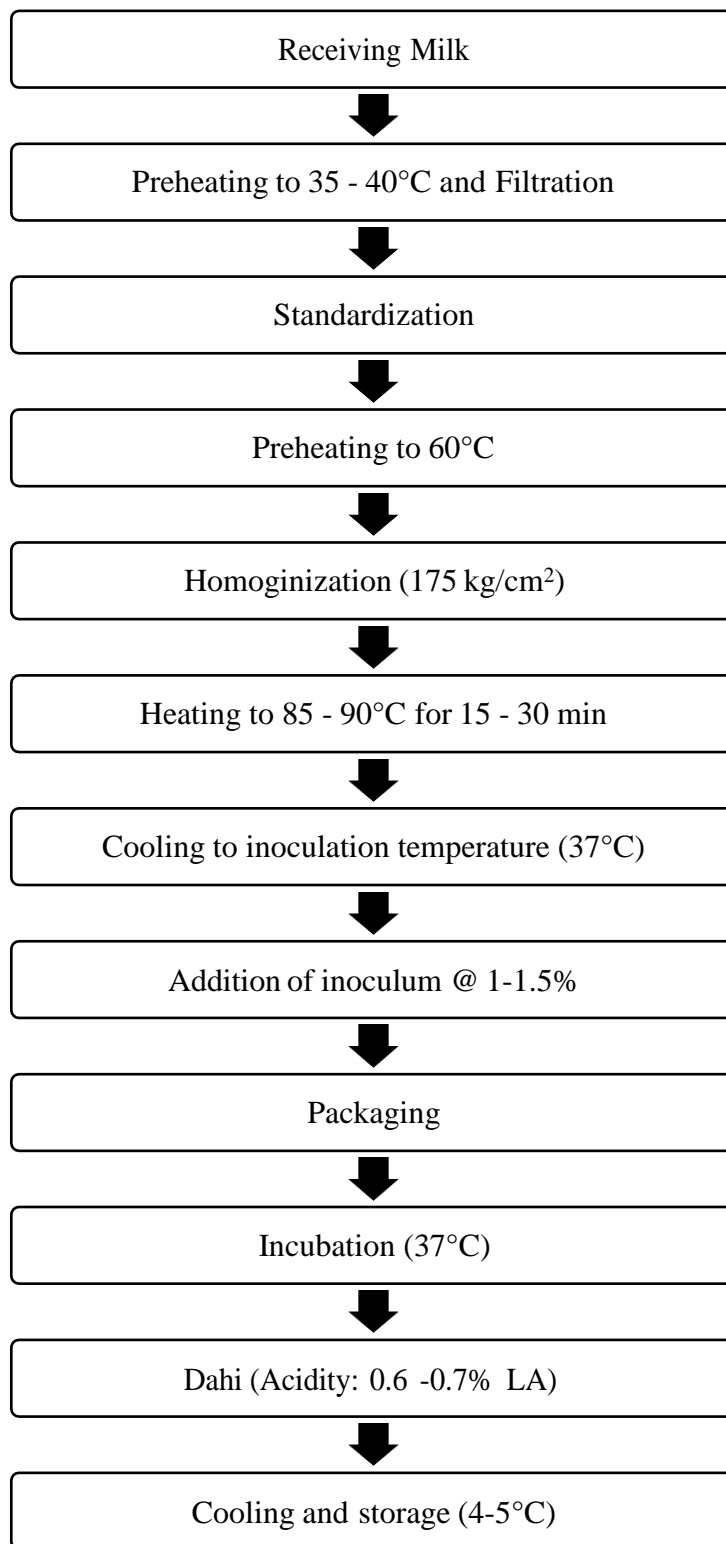 Receiving Milk
Preheating to 35 - 40°C and Filtration
Standardization
Preheating to 60°C
Homoginization (175 kg/cm²)
Heating to 85 - 90°C for 15 - 30 min
Cooling to inoculation temperature (37°C)
Addition of inoculum @ 1-1.5%
Packaging
Incubation (37°C)
Dahi (Acidity: 0.6 -0.7% LA)
Cooling and storage (4-5°C)